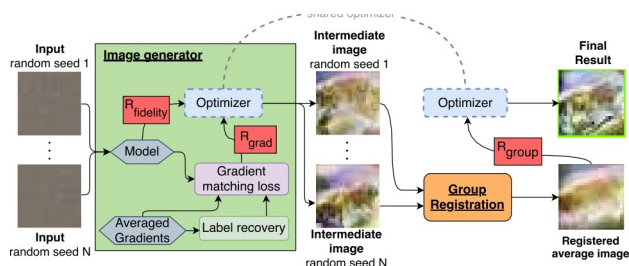 shared optimizer
Input
random seed 1
Image generator
Intermediate
image
random seed 1
Final
Result
R fidelity
Optimizer
Optimizer
R grad
Model
Gradient
matching loss
R group
Group
Registration
Averaged
Gradients
Label recovery
Input
random seed N
Intermediate
image
random seed N
Registered
average image